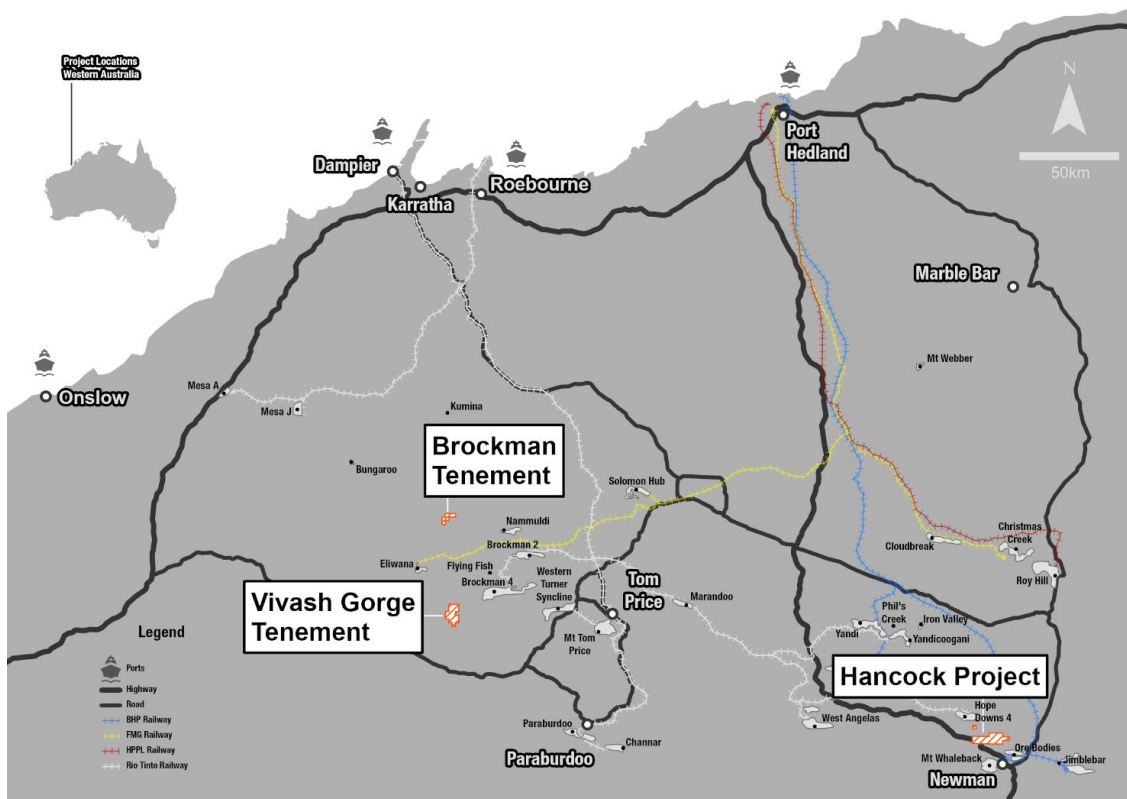 Project Locations
Western Australia
N
50km
Dampier
Karratha
Roebourne
Port
Hedland
Marble Bar
Mt Webber
Onslow
Mesa A
Mesa J
Kumina
Bungaroo
Brockman
Tenement
Solomon Hub
Nammuldi
Brockman 2
Eliwana
Flying Fish
Brockman 4
Western
Turner
Syncline
Tom
Price
Marandoo
Mt Tom
Price
Vivash Gorge
Tenement
Cloudbreak
Christmas
Creek
Roy Hill
Yandi
Phil's
Creek
Iron Valley
Yandicoogani
Hancock Project
Hope
Downs 4
West Angelas
Ore Bodies
Mt Whaleback
Jimblebar
Newman
Paraburdoo
Channar
Paraburdoo
Legend
Ports
Highway
Road
BHP Railway
FMG Railway
HPPL Railway
Rio Tinto Railway